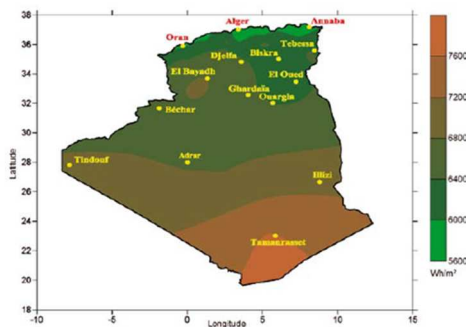 38
36
34
32
30
28
26
24
22
20
18
Latitude
-10
-5
0
5
10
15
Longitude
Oran
Alger
Annaba
Tebessa
Djelfa
Biskra
El Bayadh
El Oued
Ghardaïa
Ouargla
Béchar
Tindouf
Adrar
Illizi
Tamanrasset
7600
7200
6800
6400
6000
5600
Wh/m²